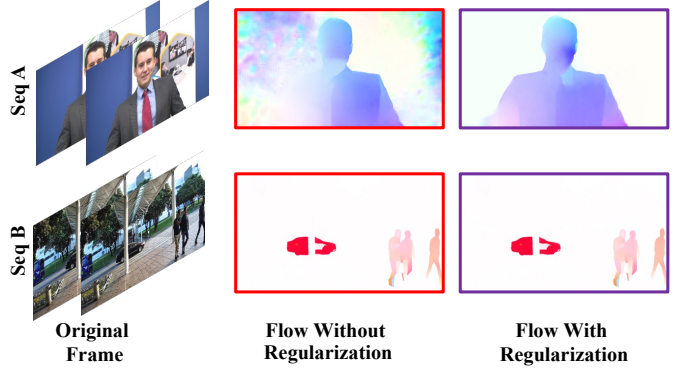 Seq A
Seq B
Original
Frame
Flow Without
Regularization
Flow With
Regularization